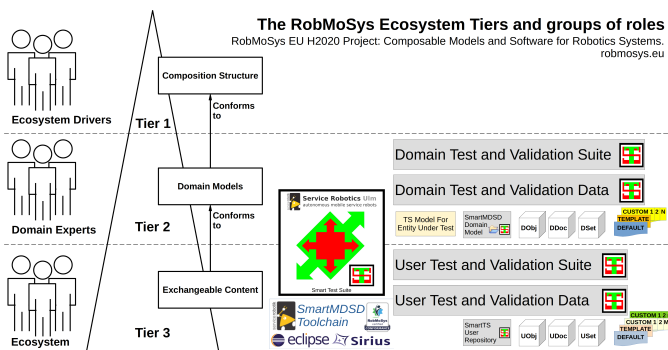 The RobMoSys Ecosystem Tiers and groups of roles
RobMoSys EU H2020 Project: Composable Models and Software for Robotics Systems.
robmosys.eu
Composition Structure
Ecosystem Drivers
Conforms
to
Tier 1
Domain Test and Validation Suite
Domain Models
Domain Test and Validation Data
Service Robotics Ulm
autonomous mobile service robots
Conforms
to
Tier 2
Domain Experts
TS Model For
Entity Under Test
SmartMDSD
Domain
Model
DObj
DDoc
DSet
CUSTOM 1 2 N
TEMPLATE
DEFAULT
User Test and Validation Suite
Exchangeable Content
Smart Test Suite
User Test and Validation Data
SmartMDSD
Toolchain
RobMoSys
eclipse
Sirius
Tier 3
Ecosystem
SmartTS
User
Repository
UObj
UDoc
USet
CUSTOM 1 2
CUSTOM 1 2 M
TEMPLATE
DEFAULT